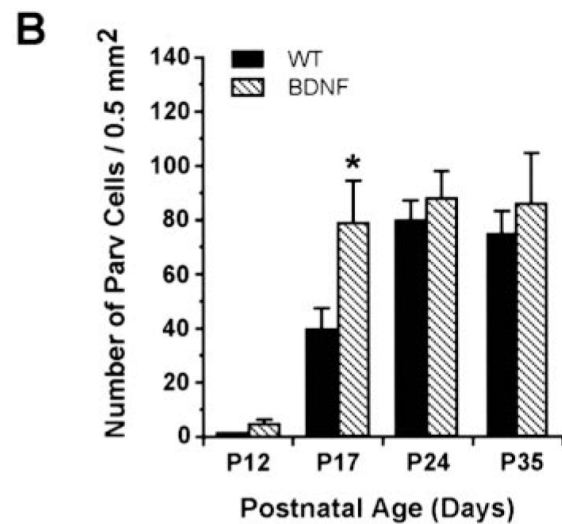 B
WT
BDNF
Number of Parv Cells / 0.5 mm²
140
120
100
80
60
40
20
0
*
P12 P17 P24 P35
Postnatal Age (Days)